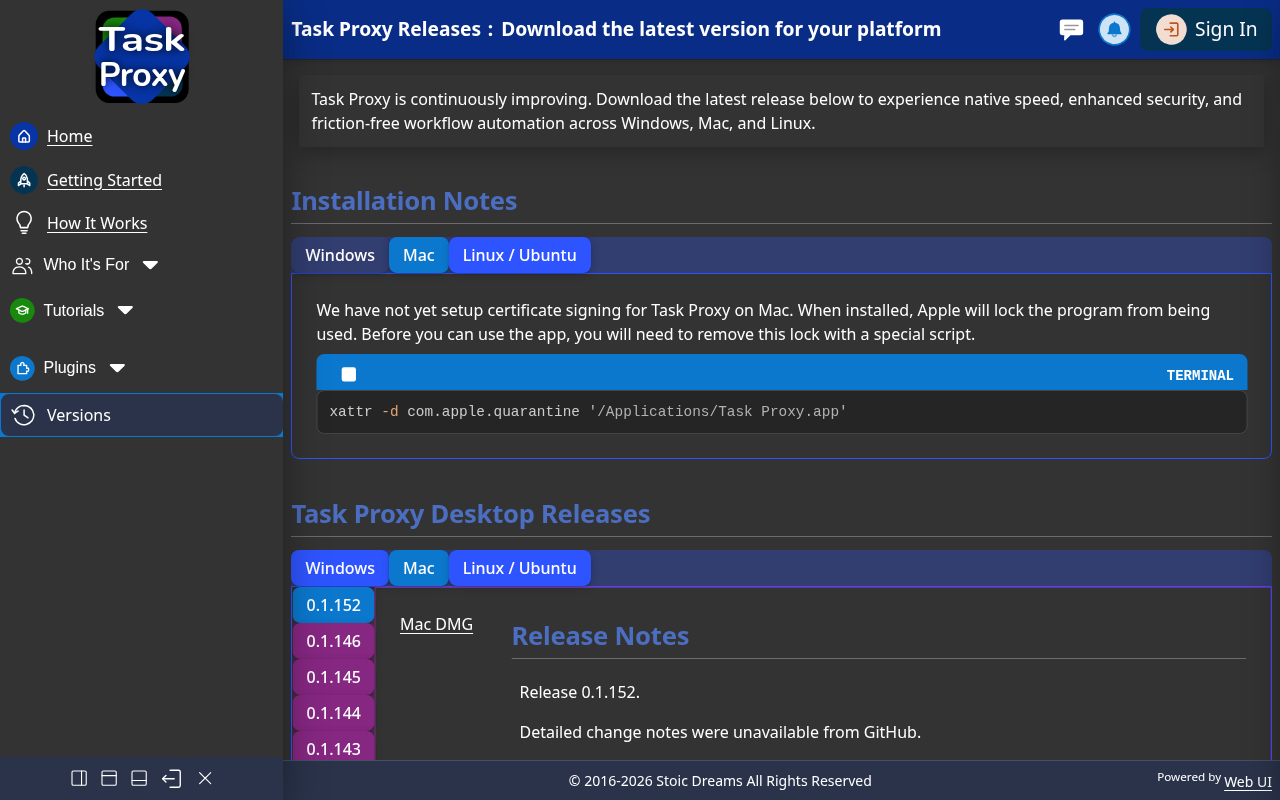 Task
Proxy
Home
Getting Started
How It Works
Who It's For
Tutorials
Plugins
Versions
Task Proxy Releases : Download the latest version for your platform
Sign In
Task Proxy is continuously improving. Download the latest release below to experience native speed, enhanced security, and
friction-free workflow automation across Windows, Mac, and Linux.
Installation Notes
Windows Mac Linux / Ubuntu
We have not yet setup certificate signing for Task Proxy on Mac. When installed, Apple will lock the program from being
used. Before you can use the app, you will need to remove this lock with a special script.
TERMINAL
xattr -d com.apple.quarantine '/Applications/Task Proxy.app'
Task Proxy Desktop Releases
Windows Mac Linux / Ubuntu
0.1.152
0.1.146
0.1.145
0.1.144
0.1.143
Mac DMG
Release Notes
Release 0.1.152.
Detailed change notes were unavailable from GitHub.
© 2016-2026 Stoic Dreams All Rights Reserved
Powered by Web UI